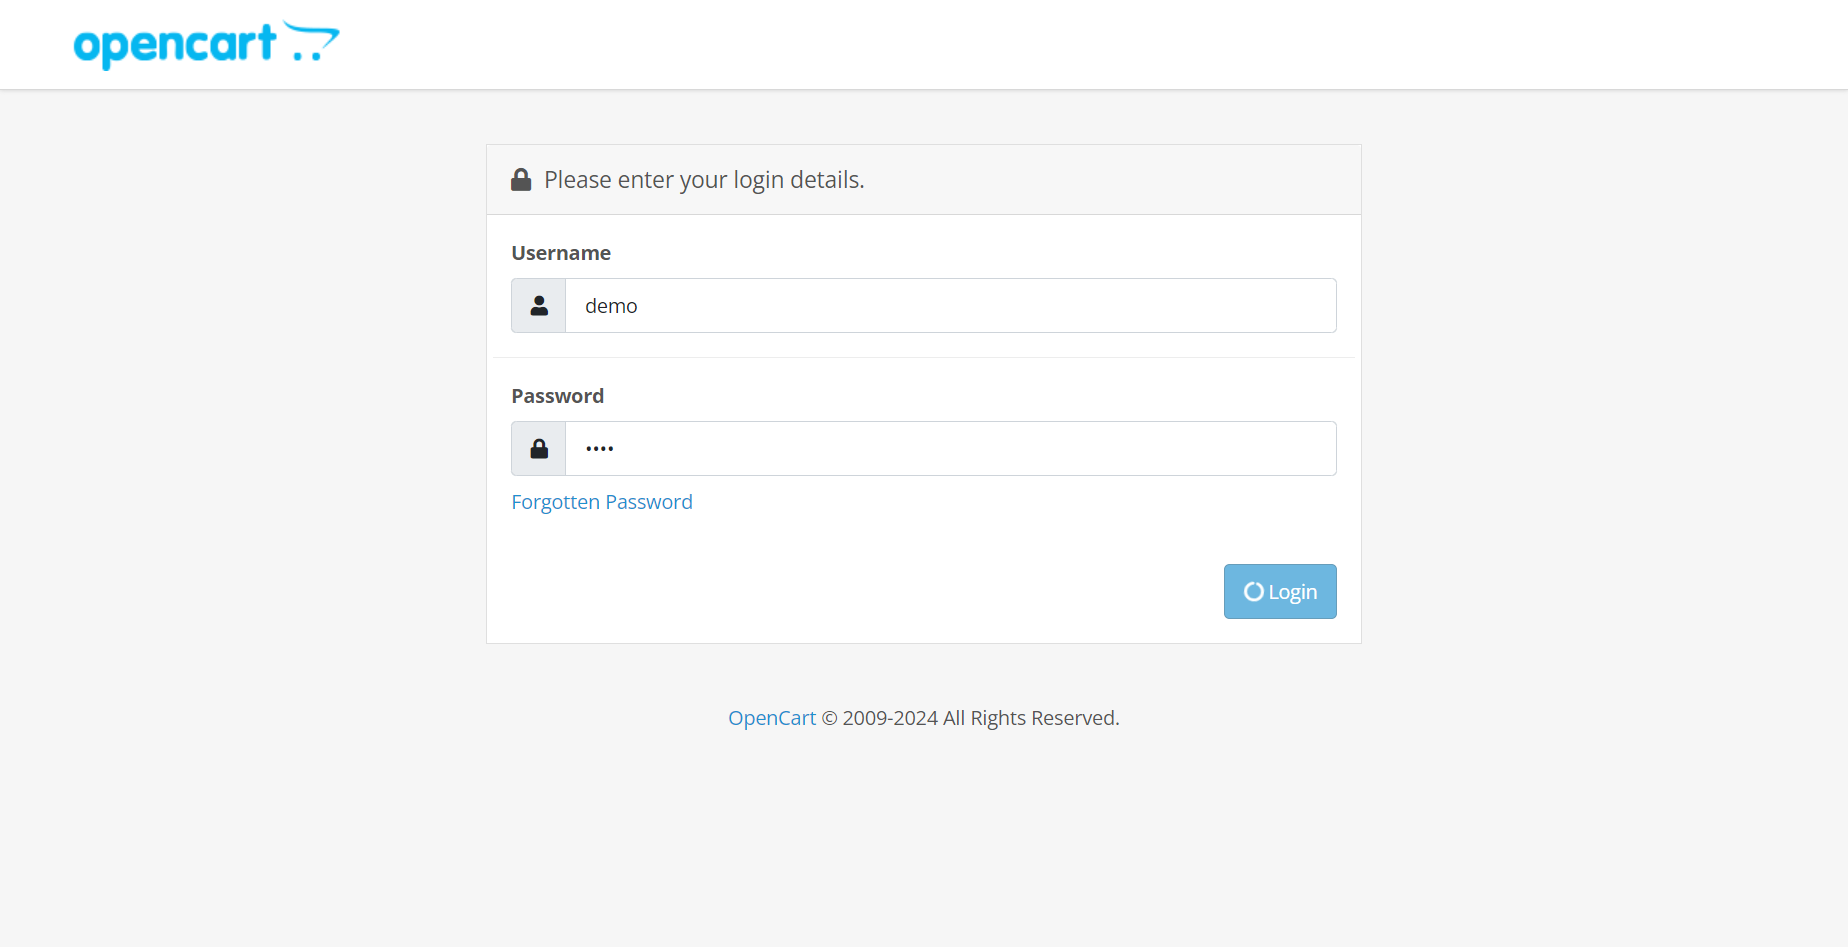 opencart
Please enter your login details.
Username
demo
Password
••••
Forgotten Password
Login
OpenCart © 2009-2024 All Rights Reserved.